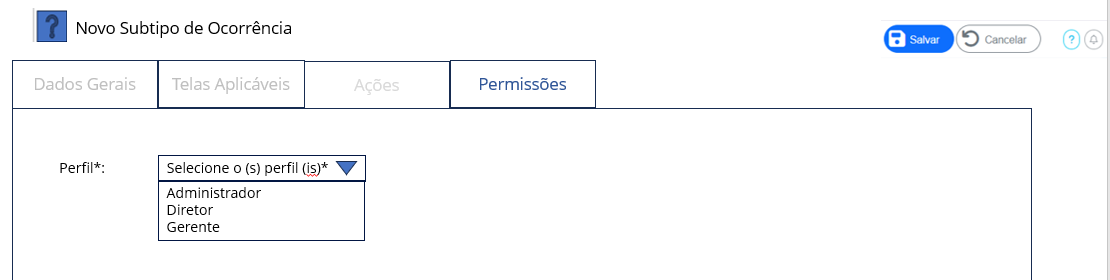 Novo Subtipo de Ocorrência
Salvar
Cancelar
?
Dados Gerais
Telas Aplicáveis
Ações
Permissões
Perfil*:
Selecione o (s) perfil (is)*
Administrador
Diretor
Gerente